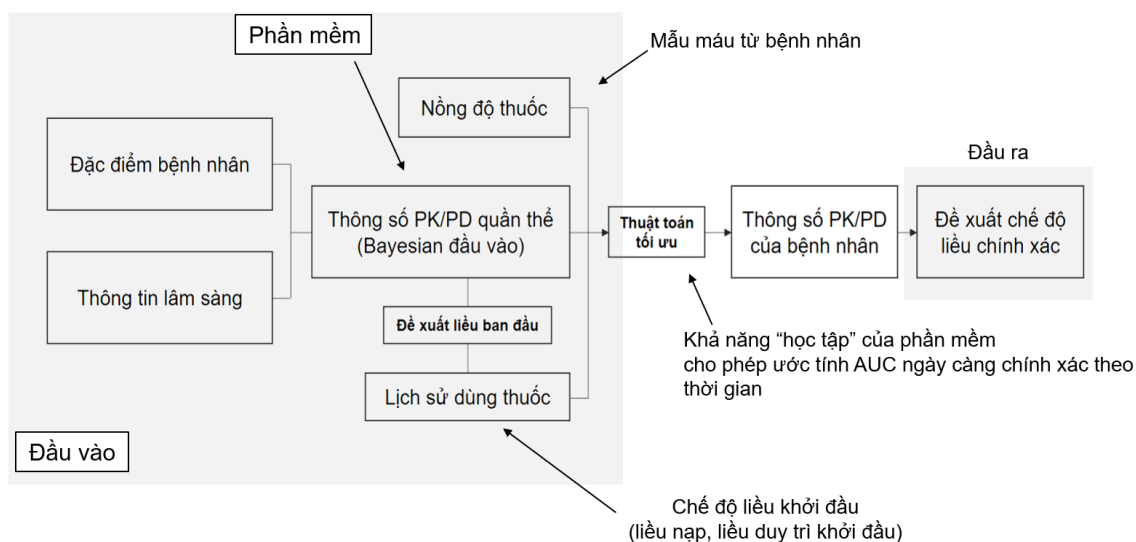 Phần mềm
Mẫu máu từ bệnh nhân
Nồng độ thuốc
Đặc điểm bệnh nhân
Đầu ra
Thông số PK/PD quần thể
(Bayesian đầu vào)
Thuật toán
tối ưu
Thông số PK/PD
của bệnh nhân
Đề xuất chế độ
liều chính xác
Thông tin lâm sàng
Đề xuất liều ban đầu
Khả năng “học tập” của phần mềm
cho phép ước tính AUC ngày càng chính xác theo
thời gian
Lịch sử dùng thuốc
Đầu vào
Chế độ liều khởi đầu
(liều nạp, liều duy trì khởi đầu)